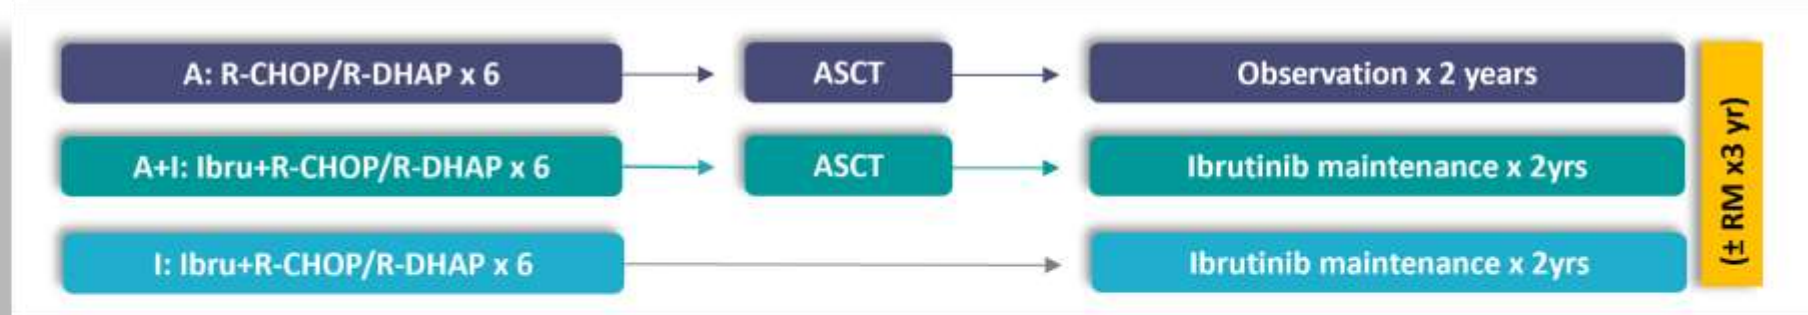 A: R-CHOP/R-DHAP x 6
ASCT
Observation x 2 years
A+I: Ibru+R-CHOP/R-DHAP x 6
ASCT
Ibrutinib maintenance x 2yrs
I: Ibru+R-CHOP/R-DHAP x 6
Ibrutinib maintenance x 2yrs
(± RM x3 yr)